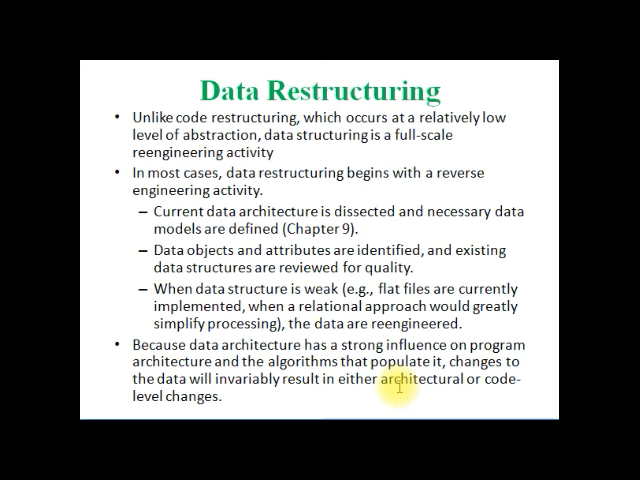 Data Restructuring
• Unlike code restructuring, which occurs at a relatively low
level of abstraction, data structuring is a full-scale
reengineering activity
• In most cases, data restructuring begins with a reverse
engineering activity.
– Current data architecture is dissected and necessary data
models are defined (Chapter 9).
– Data objects and attributes are identified, and existing
data structures are reviewed for quality.
– When data structure is weak (e.g., flat files are currently
implemented, when a relational approach would greatly
simplify processing), the data are reengineered.
• Because data architecture has a strong influence on program
architecture and the algorithms that populate it, changes to
the data will invariably result in either architectural or code-
level changes.